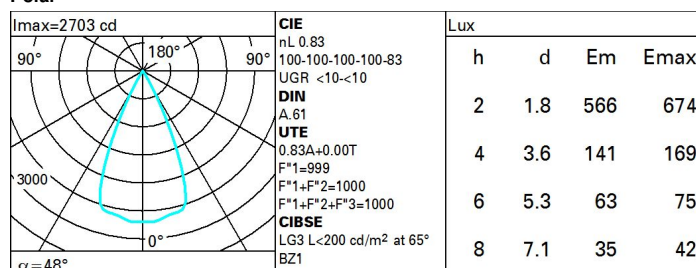 Polar
Imax=2703 cd
90° 180° 90°
3000
0°
α=48°
CIE
nL 0.83
100-100-100-100-83
UGR <10-<10
DIN
A.61
UTE
0.83A+0.00T
F"1=999
F"1+F"2=1000
F"1+F"2+F"3=1000
CIBSE
LG3 L<200 cd/m² at 65°
BZ1
Lux
h d Em Emax
2 1.8 566 674
4 3.6 141 169
6 5.3 63 75
8 7.1 35 42